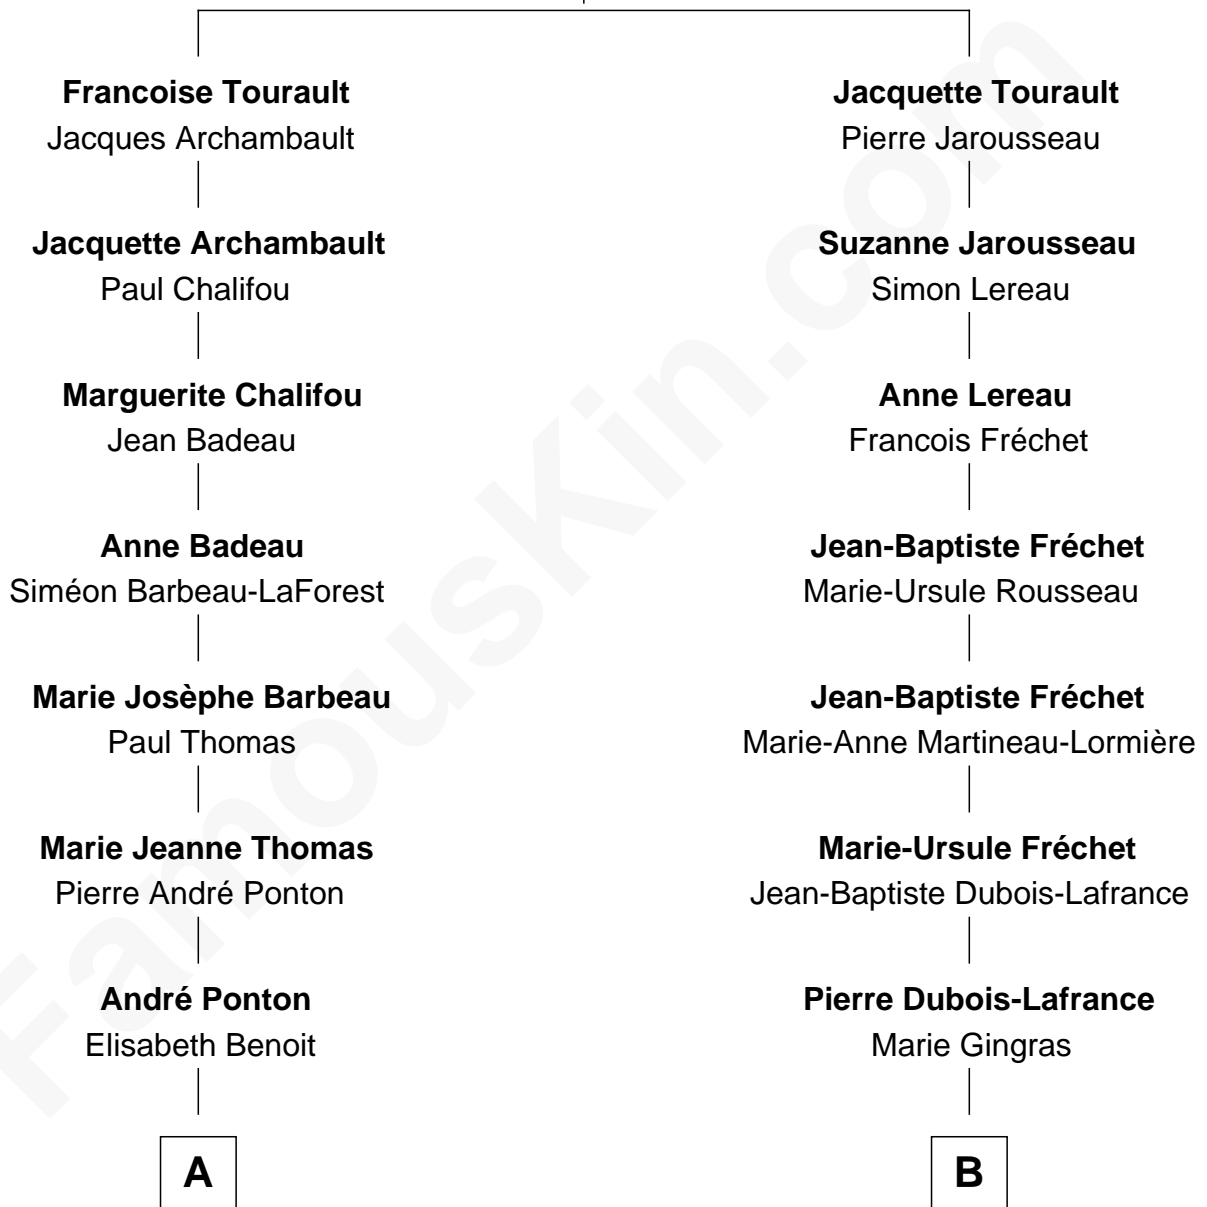 Francoise Tourault
Jacques Archambault
Jacquette Archambault
Paul Chalifou
Marguerite Chalifou
Jean Badeau
Anne Badeau
Siméon Barbeau-LaForest
Marie Josèphe Barbeau
Paul Thomas
Marie Jeanne Thomas
Pierre André Ponton
André Ponton
Elisabeth Benoit
A
Jacquette Tourault
Pierre Jarousseau
Suzanne Jarousseau
Simon Lereau
Anne Lereau
Francois Fréchet
Jean-Baptiste Fréchet
Marie-Ursule Rousseau
Jean-Baptiste Fréchet
Marie-Anne Martineau-Lormière
Marie-Ursule Fréchet
Jean-Baptiste Dubois-Lafrance
Pierre Dubois-Lafrance
Marie Gingras
B
FamousKin.com